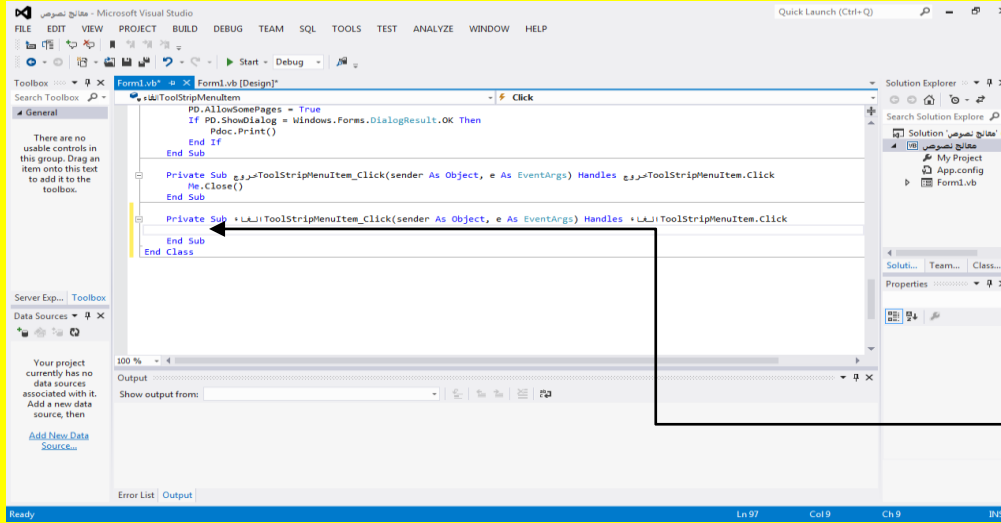 معالج نصوص - Microsoft Visual Studio
Quick Launch (Ctrl+Q)
FILE EDIT VIEW PROJECT BUILD DEBUG TEAM SQL TOOLS TEST ANALYZE WINDOW HELP
Start Debug
Toolbox
Form1.vb* Form1.vb [Design]*
Solution Explorer
Search Toolbox
الغاءToolStripMenuItem
Click
Search Solution Explore
General
There are no
usable controls in
this group. Drag an
item onto this text
to add it to the
toolbox.
PD.AllowSomePages = True
If PD.ShowDialog = Windows.Forms.DialogResult.OK Then
Pdoc.Print()
End If
End Sub
Private Sub خروجToolStripMenuItem_Click(sender As Object, e As EventArgs) Handles خروجToolStripMenuItem.Click
Me.Close()
End Sub
Private Sub الغاءToolStripMenuItem_Click(sender As Object, e As EventArgs) Handles الغاءToolStripMenuItem.Click
End Sub
End Class
Solution 'معالج نصوص'
معالج نصوص
My Project
App.config
Form1.vb
Soluti... Team... Class...
Properties
Server Exp... Toolbox
Data Sources
Your project
currently has no
data sources
associated with it.
Add a new data
source, then
Add New Data
Source...
100 %
Output
Show output from:
Error List Output
Ready
Ln 97 Col 9 Ch 9 INS